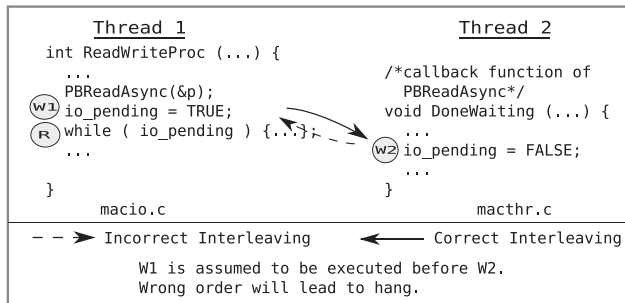 Thread 1
Thread 2
int ReadWriteProc (...) {
...
PBReadAsync(&p);
W1 io_pending = TRUE;
R while ( io_pending ) {...};
...
}
macio.c
/*callback function of
PBReadAsync*/
void DoneWaiting (...) {
...
W2 io_pending = FALSE;
...
}
macthr.c
Incorrect Interleaving
Correct Interleaving
W1 is assumed to be executed before W2.
Wrong order will lead to hang.